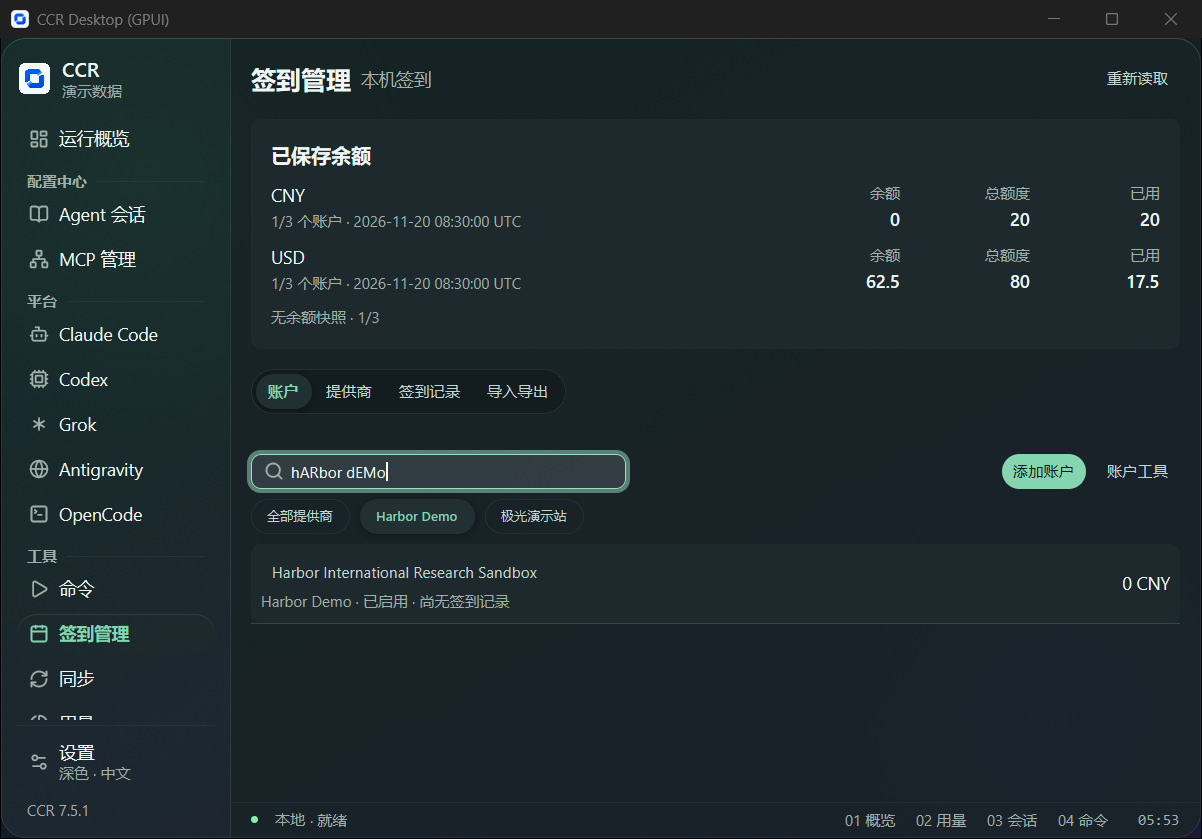 CCR Desktop (GPUI)
CCR
演示数据
运行概览
配置中心
Agent 会话
MCP 管理
平台
Claude Code
Codex
Grok
Antigravity
OpenCode
工具
命令
签到管理
同步
设置
深色 · 中文
CCR 7.5.1
签到管理 本机签到
重新读取
已保存余额
CNY
余额 总额度 已用
1/3 个账户 · 2026-11-20 08:30:00 UTC
0 20 20
USD
余额 总额度 已用
1/3 个账户 · 2026-11-20 08:30:00 UTC
62.5 80 17.5
无余额快照 · 1/3
账户 提供商 签到记录 导入导出
hARbor dEMo
添加账户 账户工具
全部提供商 Harbor Demo 极光演示站
Harbor International Research Sandbox
0 CNY
Harbor Demo · 已启用 · 尚无签到记录
本地 · 就绪
01 概览 02 用量 03 会话 04 命令 05:53